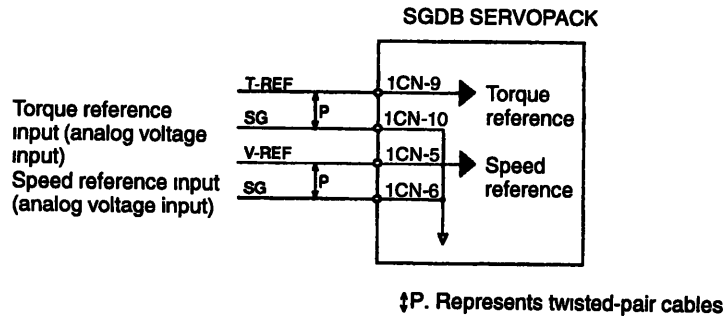 SGDB SERVOPACK
Torque reference
input (analog voltage
input)
Speed reference input
(analog voltage input)
T-REF
SG
V-REF
SG
P
P
1CN-9
1CN-10
1CN-5
1CN-6
Torque
reference
Speed
reference
↕P. Represents twisted-pair cables